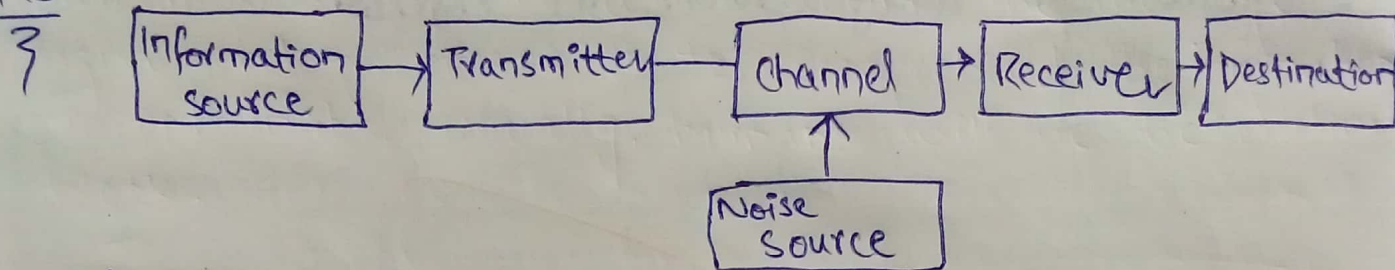 3
Information
source
Transmitter
Channel
Receiver
Destination
Noise
Source